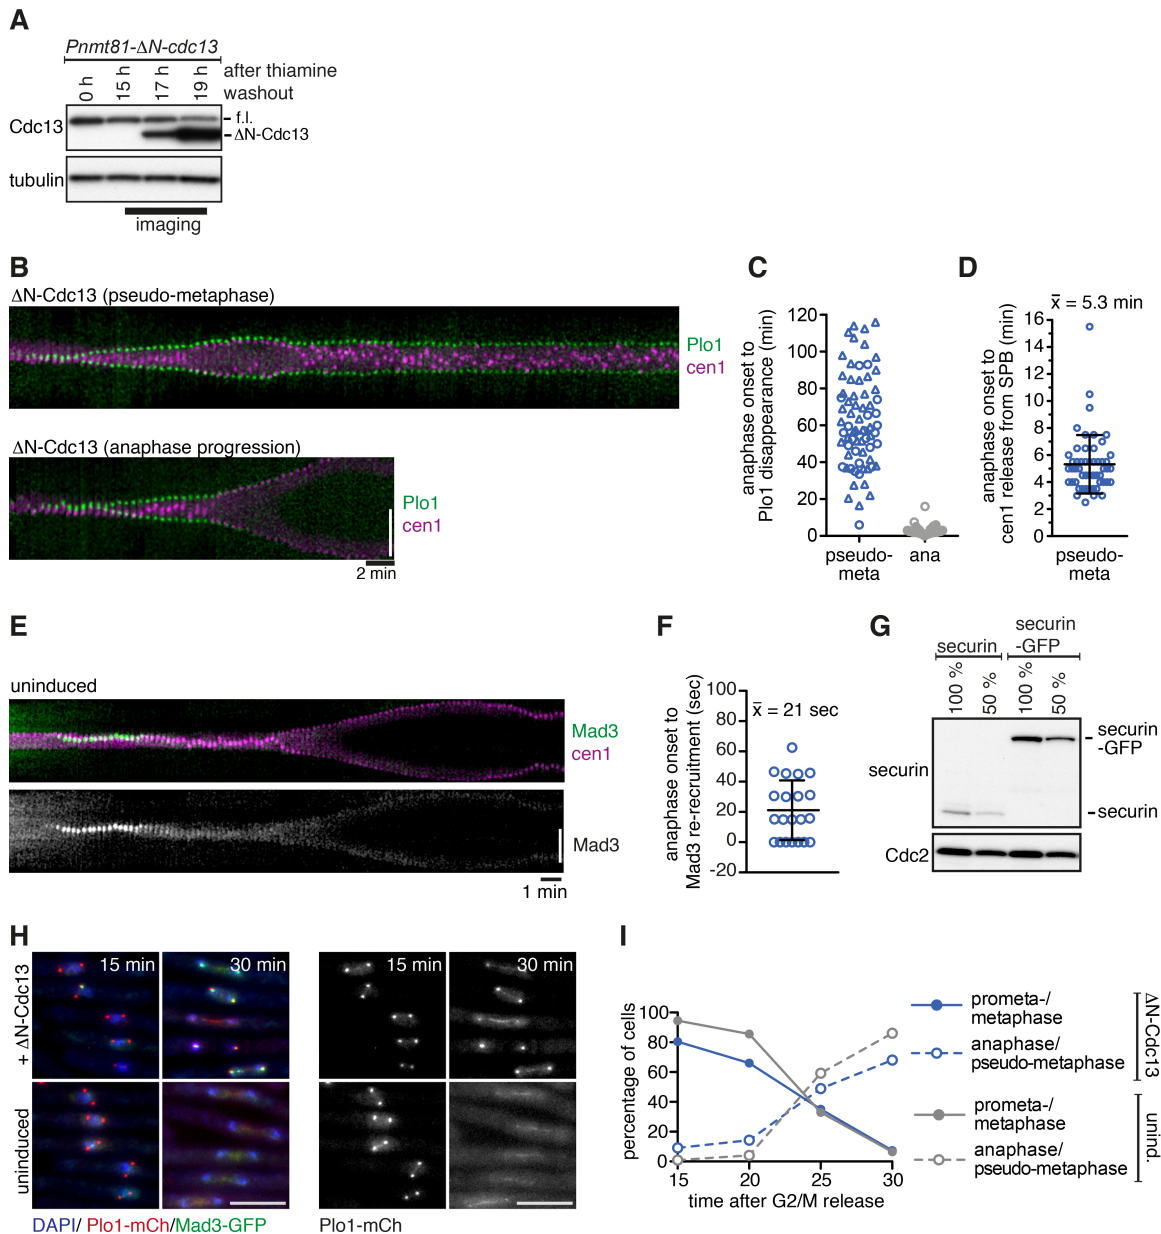 A
Pnmt81-ΔN-cdc13
0 h
15 h
17 h
19 h
after thiamine
washout
Cdc13
f.l.
ΔN-Cdc13
tubulin
imaging
B
ΔN-Cdc13 (pseudo-metaphase)
Plo1
cen1
ΔN-Cdc13 (anaphase progression)
Plo1
cen1
2 min
C
anaphase onset to
Plo1 disappearance (min)
120
100
80
60
40
20
0
pseudo-
meta
ana
D
x̄ = 5.3 min
anaphase onset to
cen1 release from SPB (min)
16
14
12
10
8
6
4
2
0
pseudo-
meta
E
uninduced
Mad3
cen1
Mad3
1 min
F
anaphase onset to
Mad3 re-recruitment (sec)
100
80
60
40
20
0
-20
x̄ = 21 sec
G
securin
securin
-GFP
100 %
50 %
100 %
50 %
securin
securin
-GFP
securin
Cdc2
H
+ ΔN-Cdc13
uninduced
15 min
30 min
15 min
30 min
DAPI/ Plo1-mCh/Mad3-GFP
Plo1-mCh
I
percentage of cells
100
80
60
40
20
0
15
20
25
30
time after G2/M release
prometa-/
metaphase
anaphase/
pseudo-metaphase
ΔN-Cdc13
prometa-/
metaphase
anaphase/
pseudo-metaphase
unind.